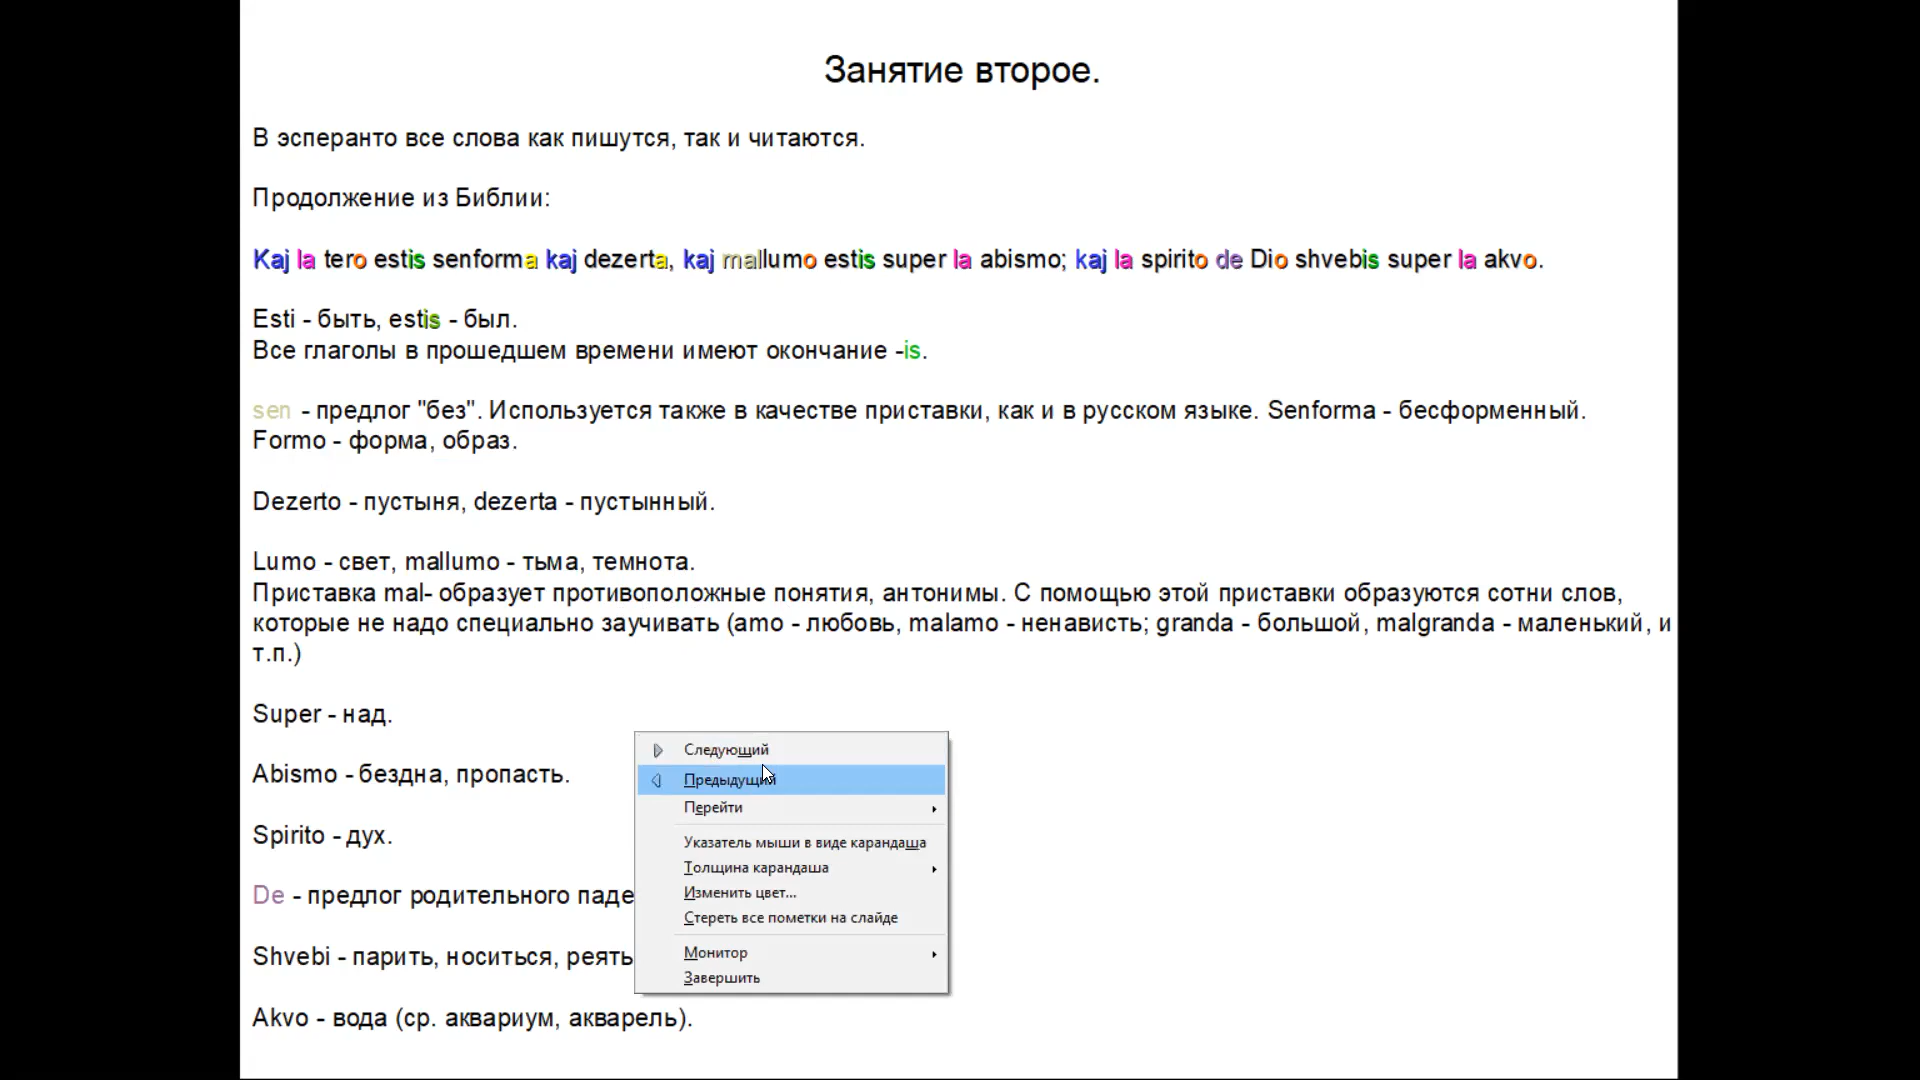 Занятие второе.
В эсперанто все слова как пишутся, так и читаются.
Продолжение из Библии:
Kaj la tero estis senforma kaj dezerta, kaj mallumo estis super la abismo; kaj la spirito de Dio shvebis super la akvo.
Esti - быть, estis - был.
Все глаголы в прошедшем времени имеют окончание -is.
sen - предлог "без". Используется также в качестве приставки, как и в русском языке. Senforma - бесформенный.
Formo - форма, образ.
Dezerto - пустыня, dezerta - пустынный.
Lumo - свет, mallumo - тьма, темнота.
Приставка mal- образует противоположные понятия, антонимы. С помощью этой приставки образуются сотни слов,
которые не надо специально заучивать (amo - любовь, malamo - ненависть; granda - большой, malgranda - маленький, и
т.п.)
Super - над.
Abismo - бездна, пропасть.
Spirito - дух.
De - предлог родительного паде
Shvebi - парить, носиться, реять
Akvo - вода (ср. аквариум, акварель).
Следующий
Предыдущий
Перейти
Указатель мыши в виде карандаша
Толщина карандаша
Изменить цвет...
Стереть все пометки на слайде
Монитор
Завершить